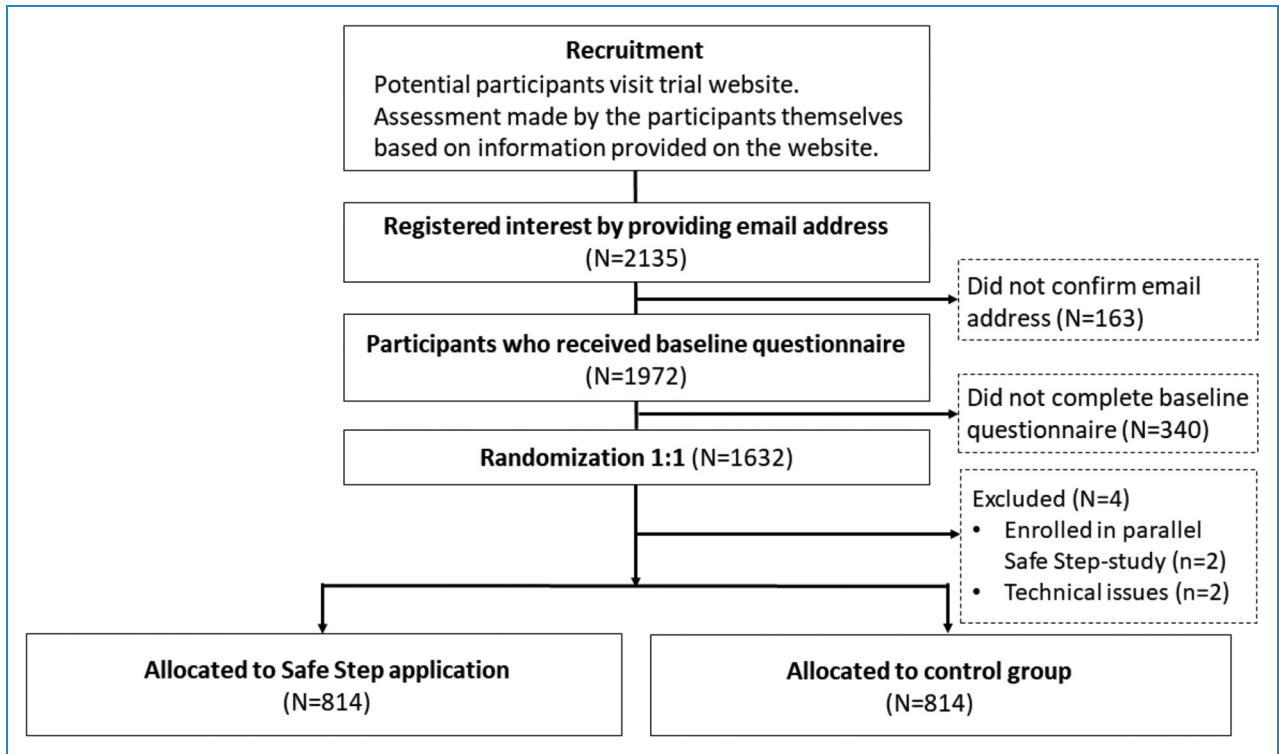 Recruitment
Potential participants visit trial website.
Assessment made by the participants themselves
based on information provided on the website.
Registered interest by providing email address
(N=2135)
Did not confirm email
address (N=163)
Participants who received baseline questionnaire
(N=1972)
Did not complete baseline
questionnaire (N=340)
Randomization 1:1 (N=1632)
Excluded (N=4)
• Enrolled in parallel
Safe Step-study (n=2)
• Technical issues (n=2)
Allocated to Safe Step application
(N=814)
Allocated to control group
(N=814)